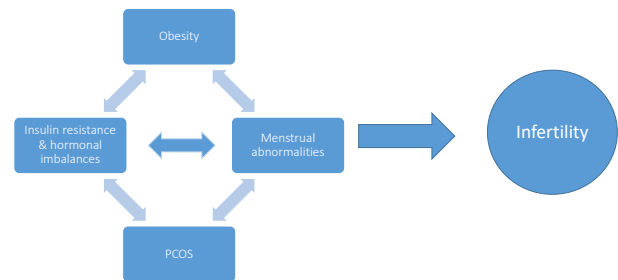 Obesity
Insulin resistance
& hormonal
imbalances
Menstrual
abnormalities
Infertility
PCOS